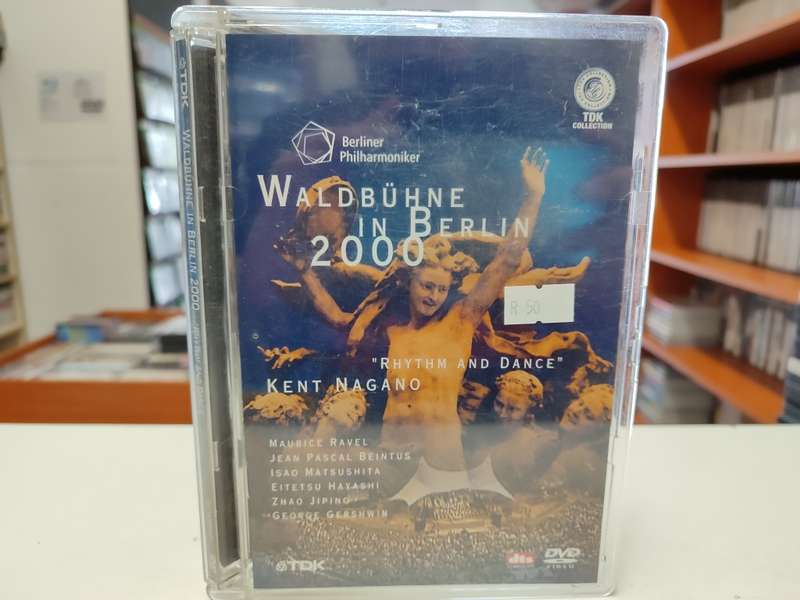 TDK
WALDBÜHNE IN BERLIN 2000
TDK
COLLECTION
Berliner
Philharmoniker
WALDBÜHNE
IN BERLIN
2000
R 50
"RHYTHM AND DANCE"
KENT NAGANO
MAURICE RAVEL
JEAN PASCAL BEINTUS
ISAO MATSUSHITA
EITETSU HAYASHI
ZHAO JIPING
GEORGE GERSHWIN
TDK
dts
DVD
VIDEO